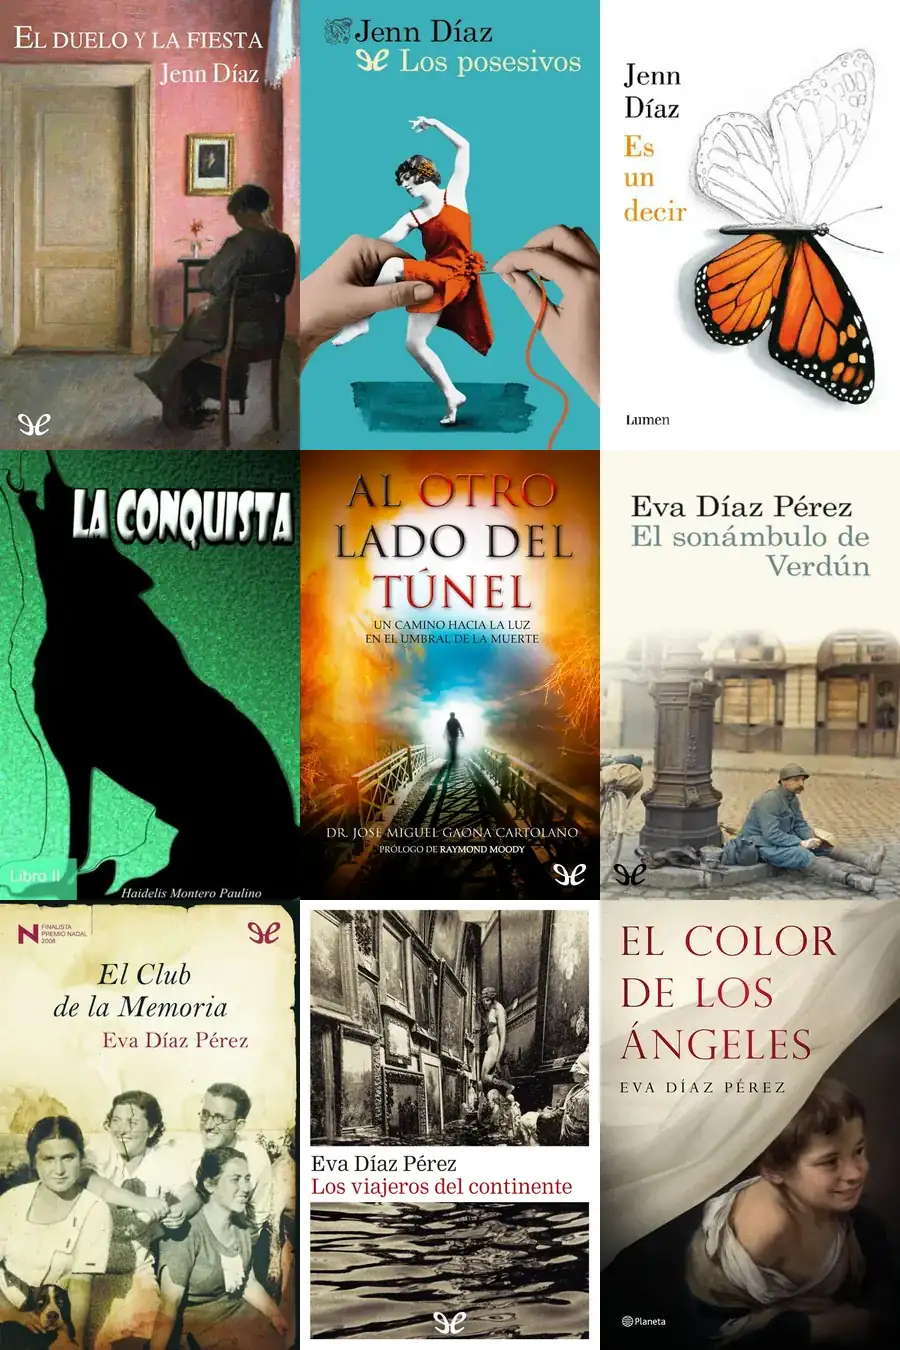 EL DUELO Y LA FIESTA
Jenn Díaz
Jenn Díaz
Los posesivos
Jenn
Díaz
Es
un
decir
Lumen
LA CONQUISTA
Libro II
Haidelis Montero Paulino
AL OTRO
LADO DEL
TÚNEL
UN CAMINO HACIA LA LUZ
EN EL UMBRAL DE LA MUERTE
DR. JOSÉ MIGUEL GAONA CARTOLANO
PRÓLOGO DE RAYMOND MOODY
Eva Díaz Pérez
El sonámbulo de
Verdún
N FINALISTA
PREMIO NADAL
2008
El Club
de la Memoria
Eva Díaz Pérez
Eva Díaz Pérez
Los viajeros del continente
EL COLOR
DE LOS
ÁNGELES
EVA DÍAZ PÉREZ
Planeta